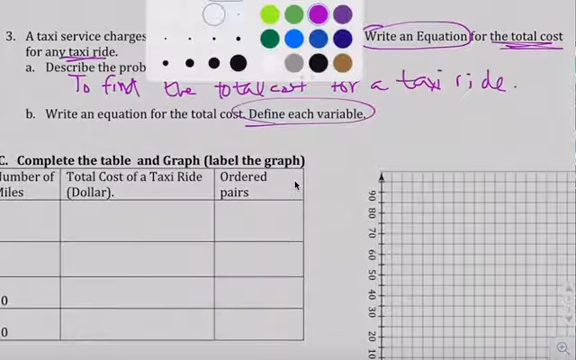 3. A taxi service charges Write an Equation for the total cost
for any taxi ride.
a. Describe the prob
To find the total cost for a taxi ride.
b. Write an equation for the total cost. Define each variable.
C. Complete the table and Graph (label the graph)
Number of Miles
Total Cost of a Taxi Ride (Dollar).
Ordered pairs
0
0
90
80
70
60
50
40
30
20
10